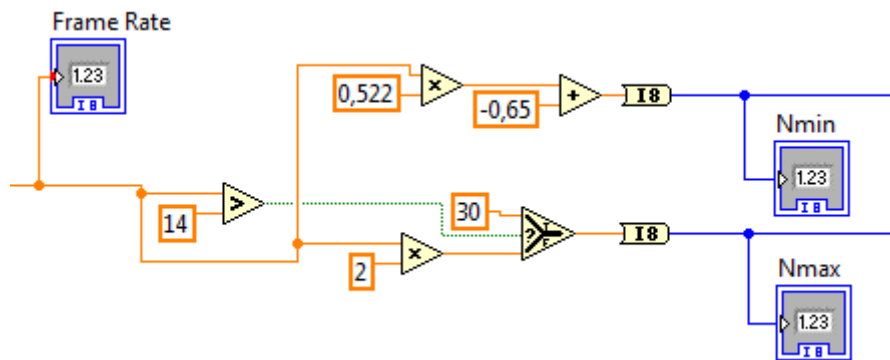 Frame Rate
1.23
I8
0,522
×
-0,65
+
I8
Nmin
1.23
I8
14
>
30
?
T
F
2
×
I8
Nmax
1.23
I8